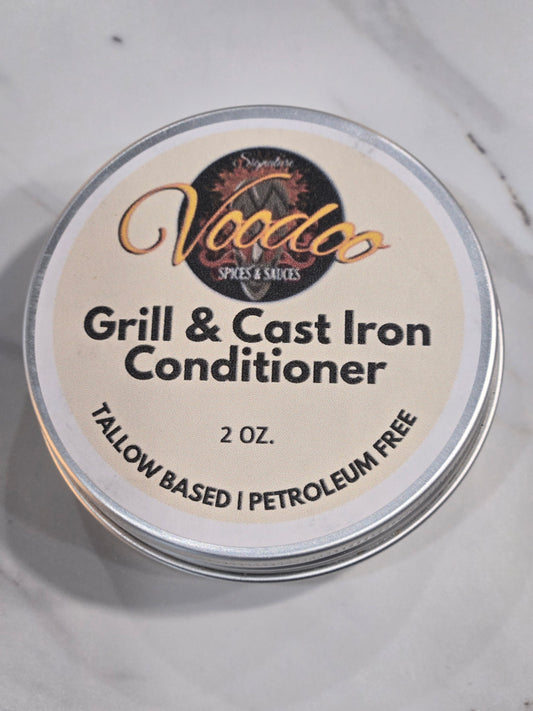 Signature
Voodoo
SPICES & SAUCES
Grill & Cast Iron
Conditioner
2 OZ.
TALLOW BASED | PETROLEUM FREE